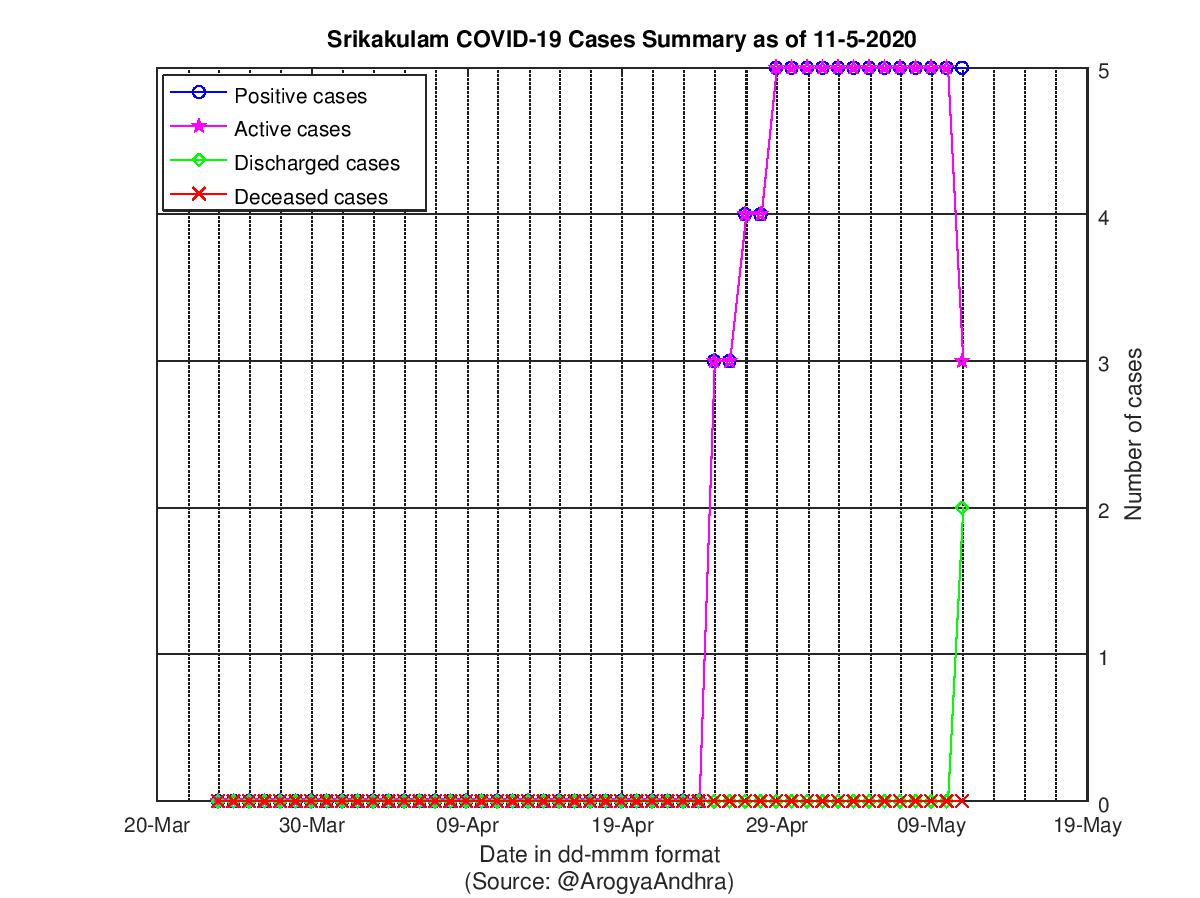 Srikakulam COVID-19 Cases Summary as of 11-5-2020
Positive cases
Active cases
Discharged cases
Deceased cases
5
4
3
2
1
0
Number of cases
20-Mar 30-Mar 09-Apr 19-Apr 29-Apr 09-May 19-May
Date in dd-mmm format
(Source: @ArogyaAndhra)